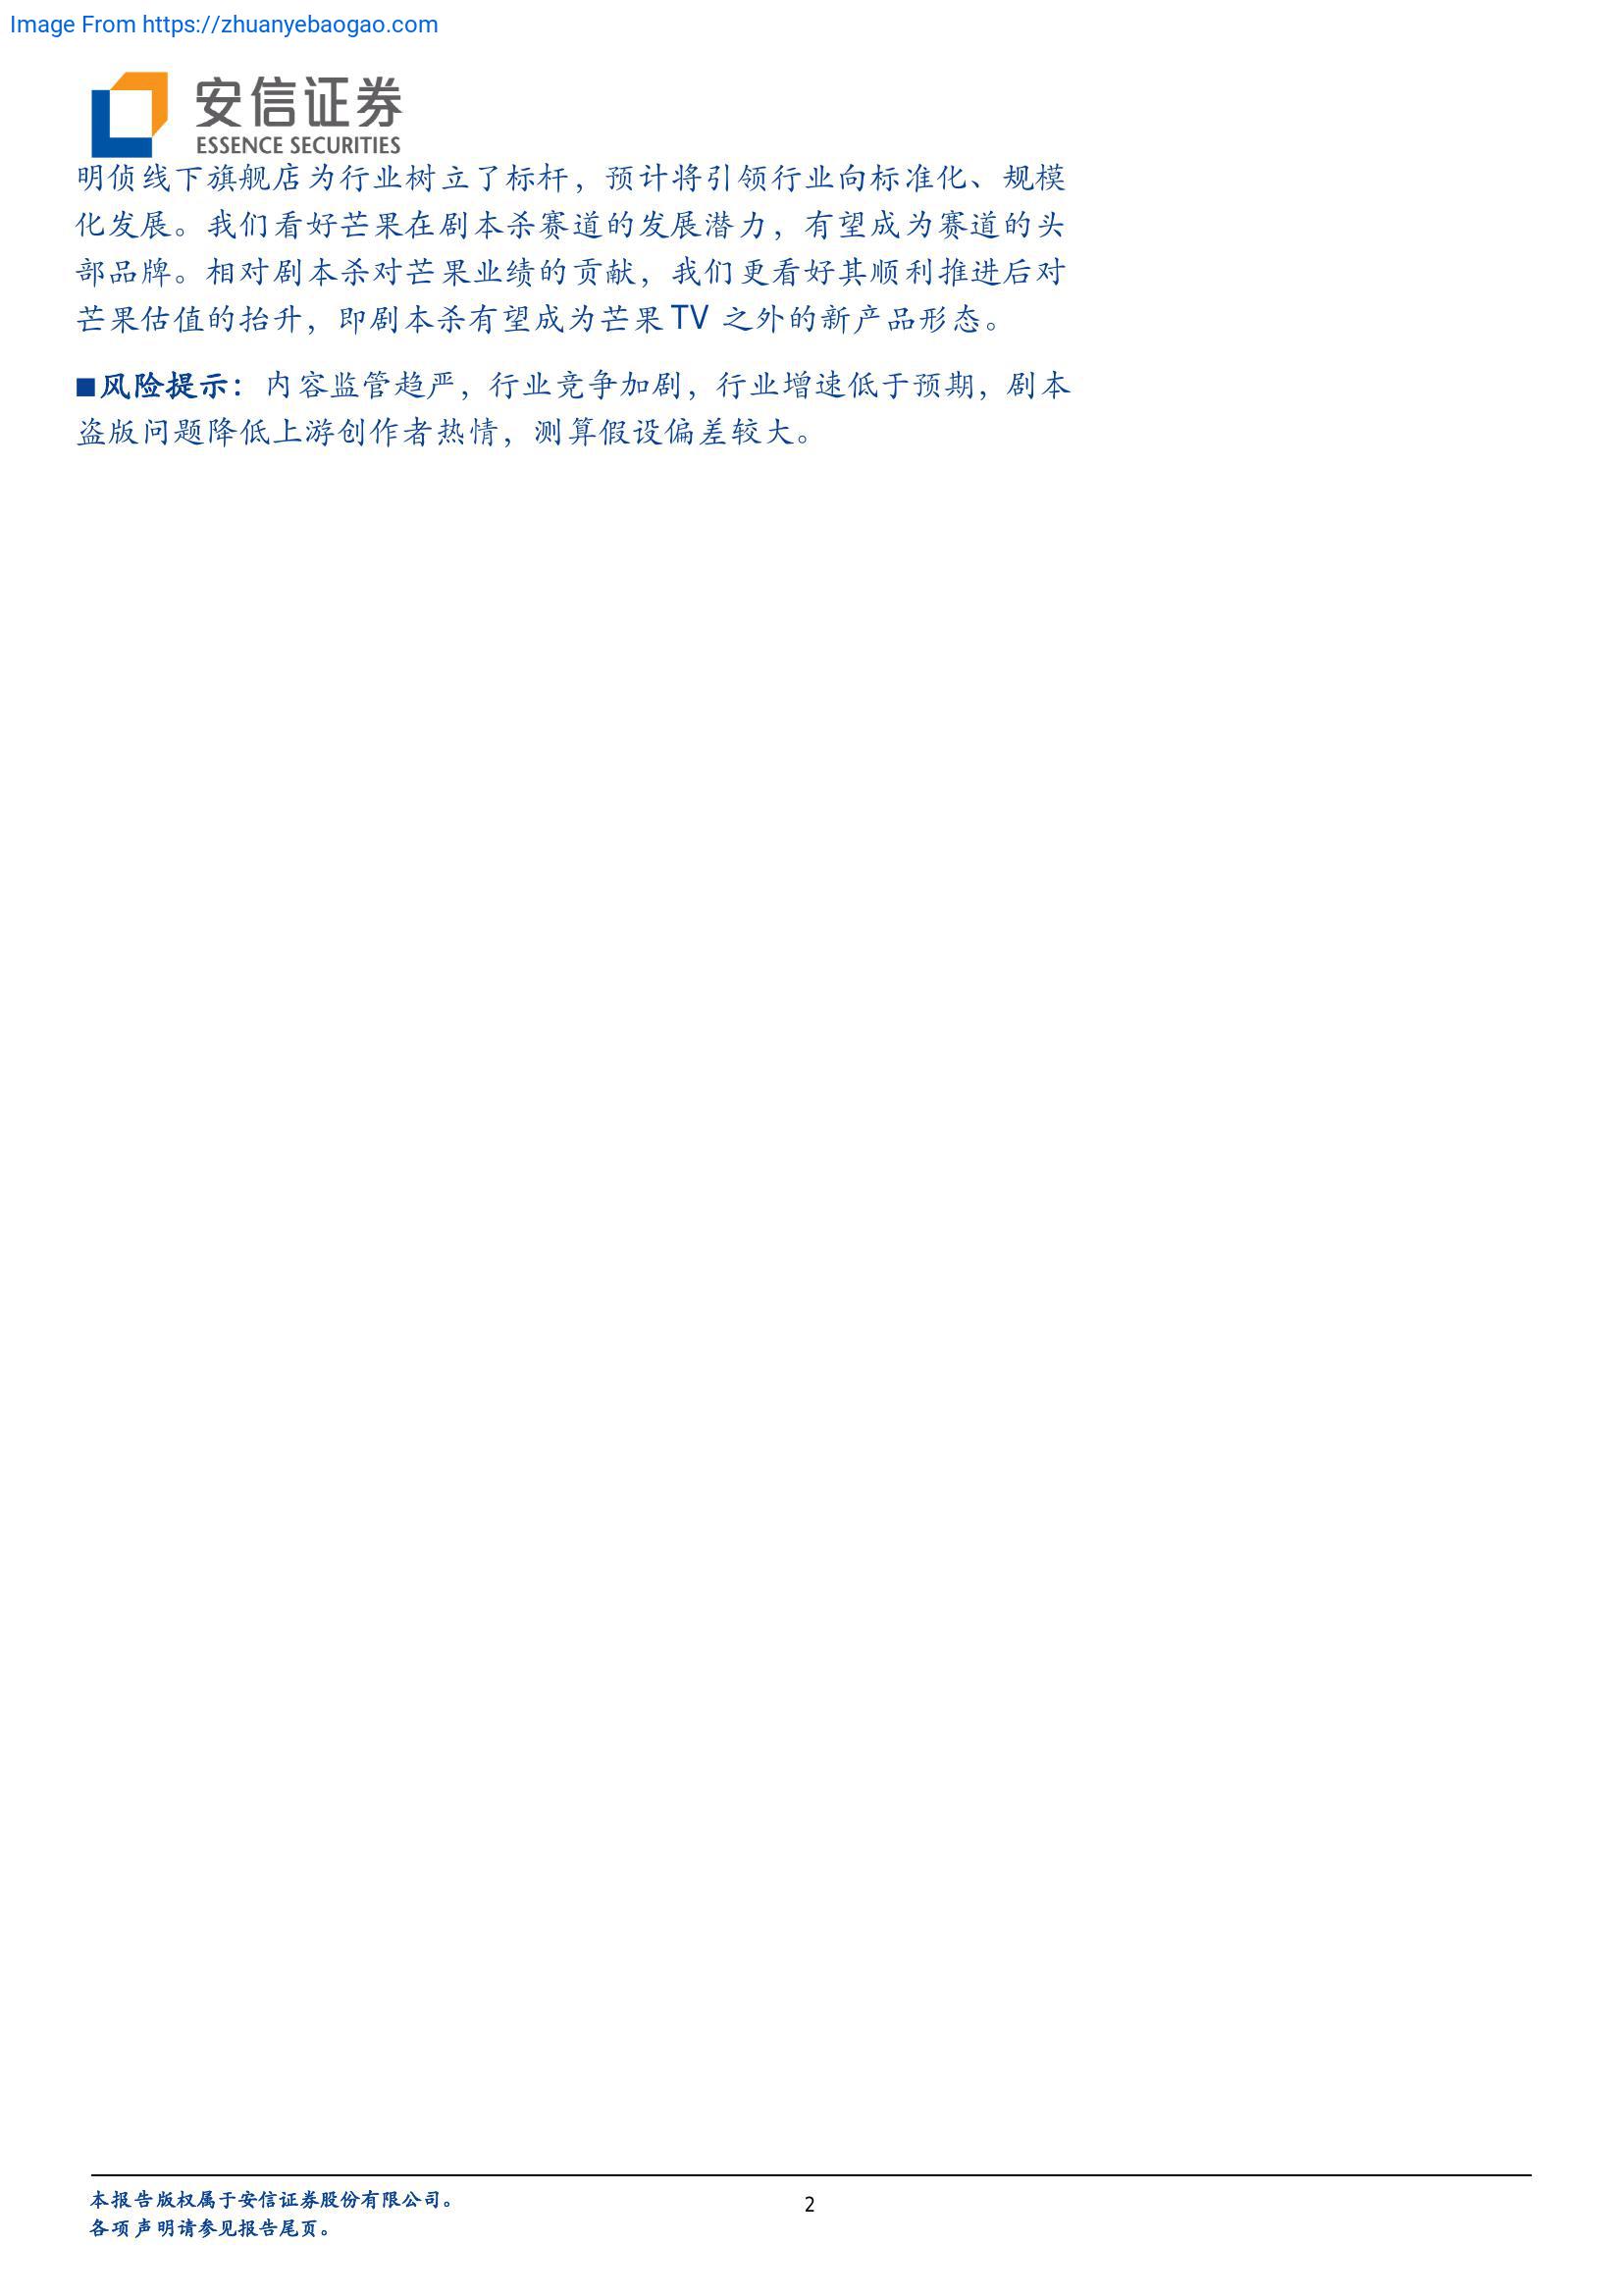 Image From https://zhuanyebaogao.com
安信证券
ESSENCE SECURITIES
明侦线下旗舰店为行业树立了标杆，预计将引领行业向标准化、规模
化发展。我们看好芒果在剧本杀赛道的发展潜力，有望成为赛道的头
部品牌。相对剧本杀对芒果业绩的贡献，我们更看好其顺利推进后对
芒果估值的抬升，即剧本杀有望成为芒果 TV 之外的新产品形态。
■风险提示：内容监管趋严，行业竞争加剧，行业增速低于预期，剧本
盗版问题降低上游创作者热情，测算假设偏差较大。
本报告版权属于安信证券股份有限公司。
2
各项声明请参见报告尾页。